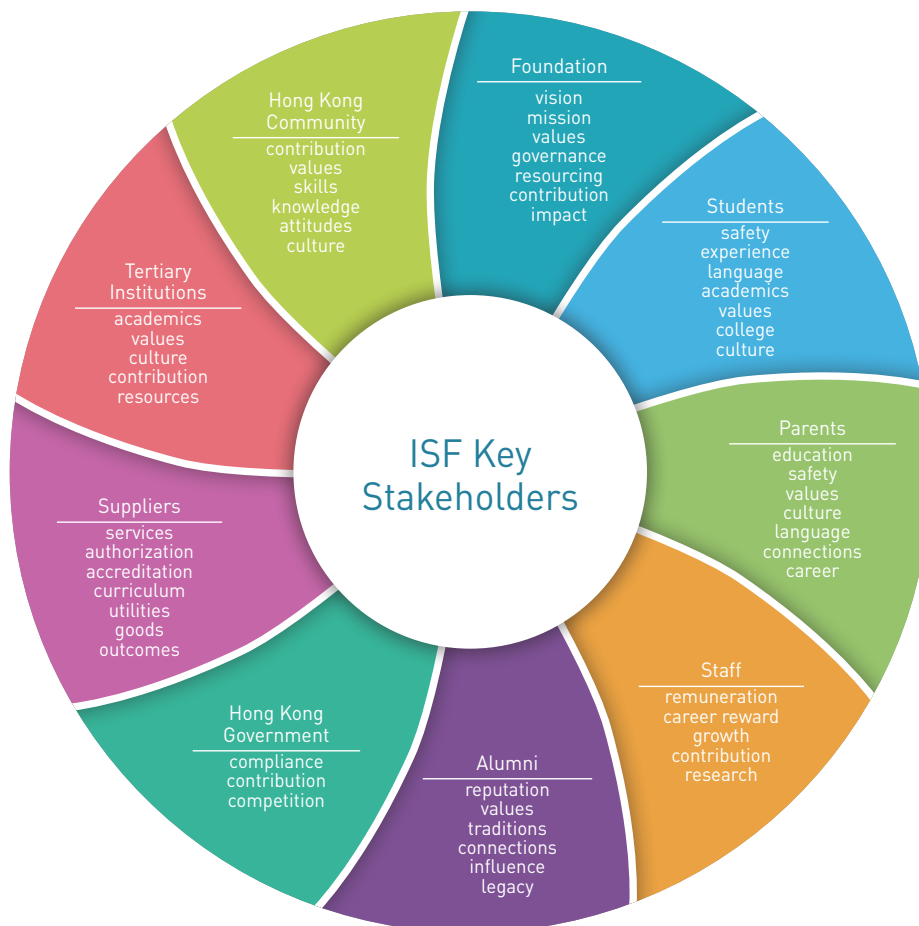 ISF Key
Stakeholders
Foundation
vision
mission
values
governance
resourcing
contribution
impact
Students
safety
experience
language
academics
values
college
culture
Parents
education
safety
values
culture
language
connections
career
Staff
remuneration
career reward
growth
contribution
research
Alumni
reputation
values
traditions
connections
influence
legacy
Hong Kong
Government
compliance
contribution
competition
Suppliers
services
authorization
accreditation
curriculum
utilities
goods
outcomes
Tertiary
Institutions
academics
values
culture
contribution
resources
Hong Kong
Community
contribution
values
skills
knowledge
attitudes
culture